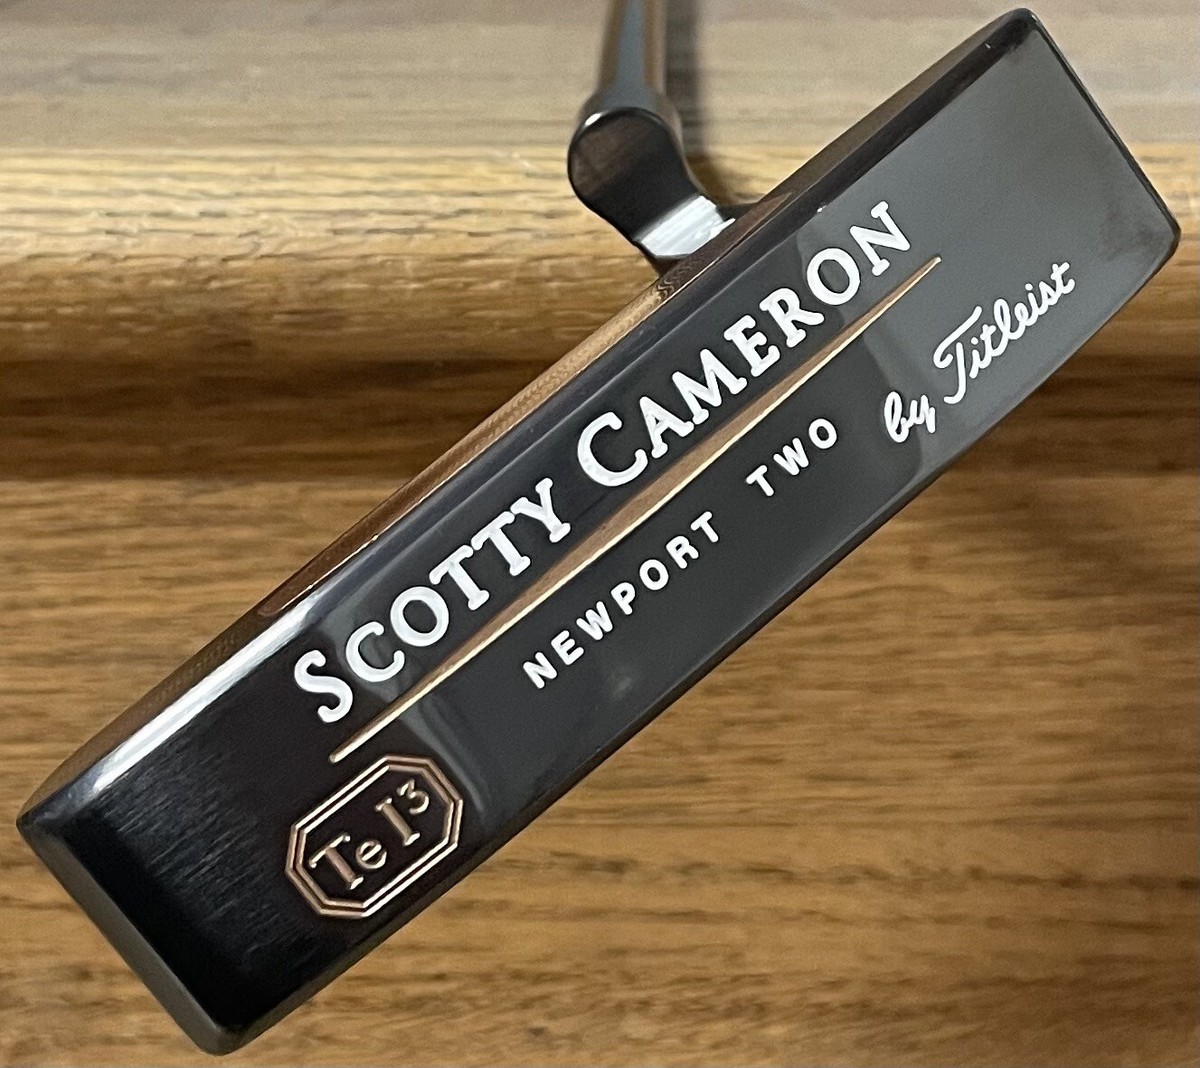 SCOTTY CAMERON
NEWPORT TWO
by Titleist
Te I³